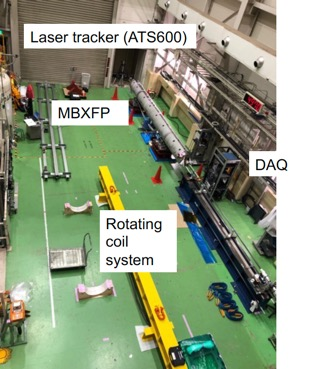 Laser tracker (ATS600)
MBXFP
DAQ
Rotating
coil
system